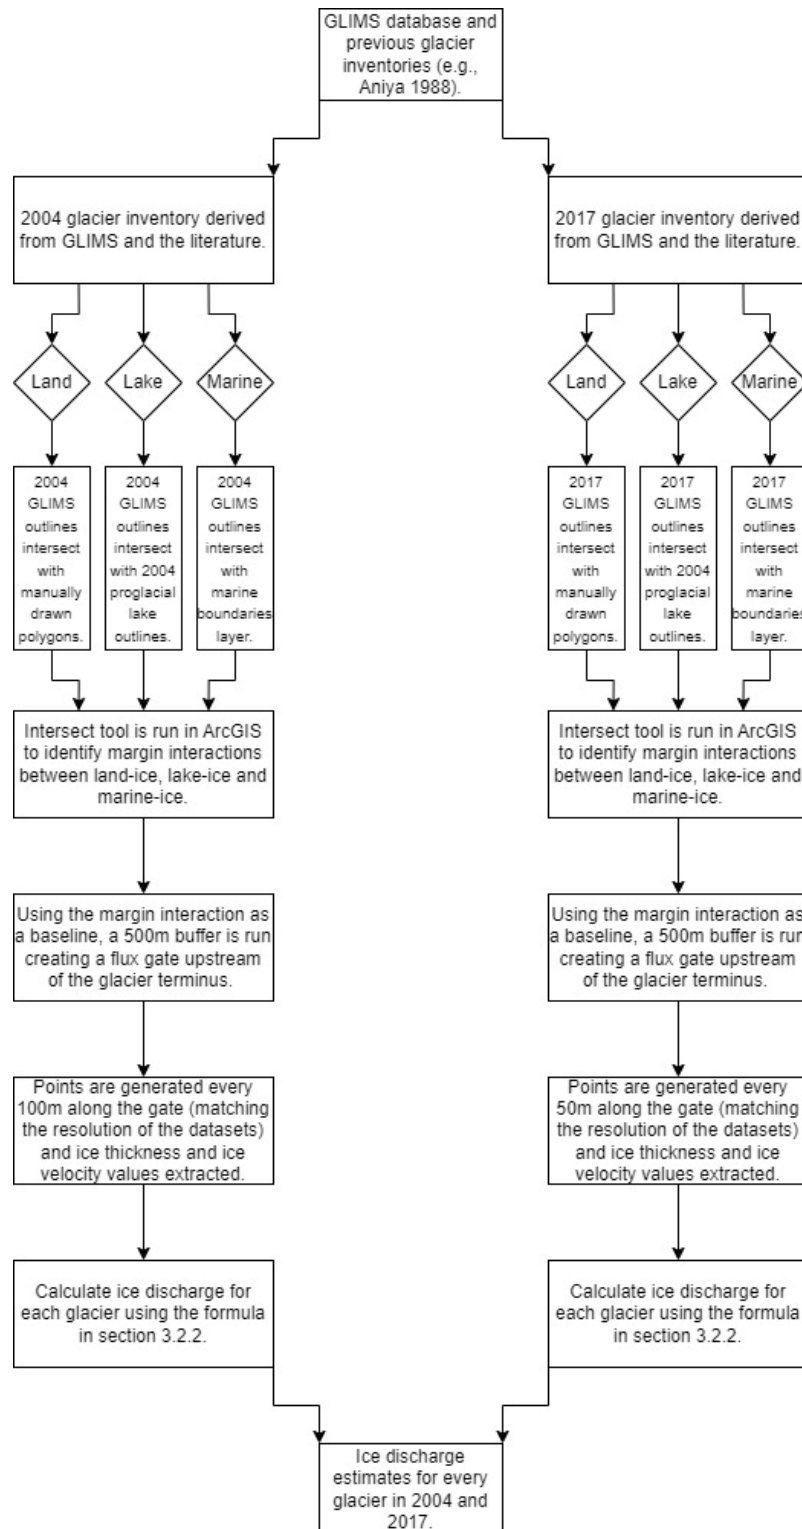 GLIMS database and
previous glacier
inventories (e.g.,
Aniya 1988).
2004 glacier inventory derived
from GLIMS and the literature.
2017 glacier inventory derived
from GLIMS and the literature.
Land
Lake
Marine
Land
Lake
Marine
2004
GLIMS
outlines
intersect
with
manually
drawn
polygons.
2004
GLIMS
outlines
intersect
with 2004
proglacial
lake
outlines.
2004
GLIMS
outlines
intersect
with
marine
boundaries
layer.
2017
GLIMS
outlines
intersect
with
manually
drawn
polygons.
2017
GLIMS
outlines
intersect
with 2004
proglacial
lake
outlines.
2017
GLIMS
outlines
intersect
with
marine
boundaries
layer.
Intersect tool is run in ArcGIS
to identify margin interactions
between land-ice, lake-ice and
marine-ice.
Intersect tool is run in ArcGIS
to identify margin interactions
between land-ice, lake-ice and
marine-ice.
Using the margin interaction as
a baseline, a 500m buffer is run
creating a flux gate upstream
of the glacier terminus.
Using the margin interaction as
a baseline, a 500m buffer is run
creating a flux gate upstream
of the glacier terminus.
Points are generated every
100m along the gate (matching
the resolution of the datasets)
and ice thickness and ice
velocity values extracted.
Points are generated every
50m along the gate (matching
the resolution of the datasets)
and ice thickness and ice
velocity values extracted.
Calculate ice discharge for
each glacier using the formula
in section 3.2.2.
Calculate ice discharge for
each glacier using the formula
in section 3.2.2.
Ice discharge
estimates for every
glacier in 2004 and
2017.